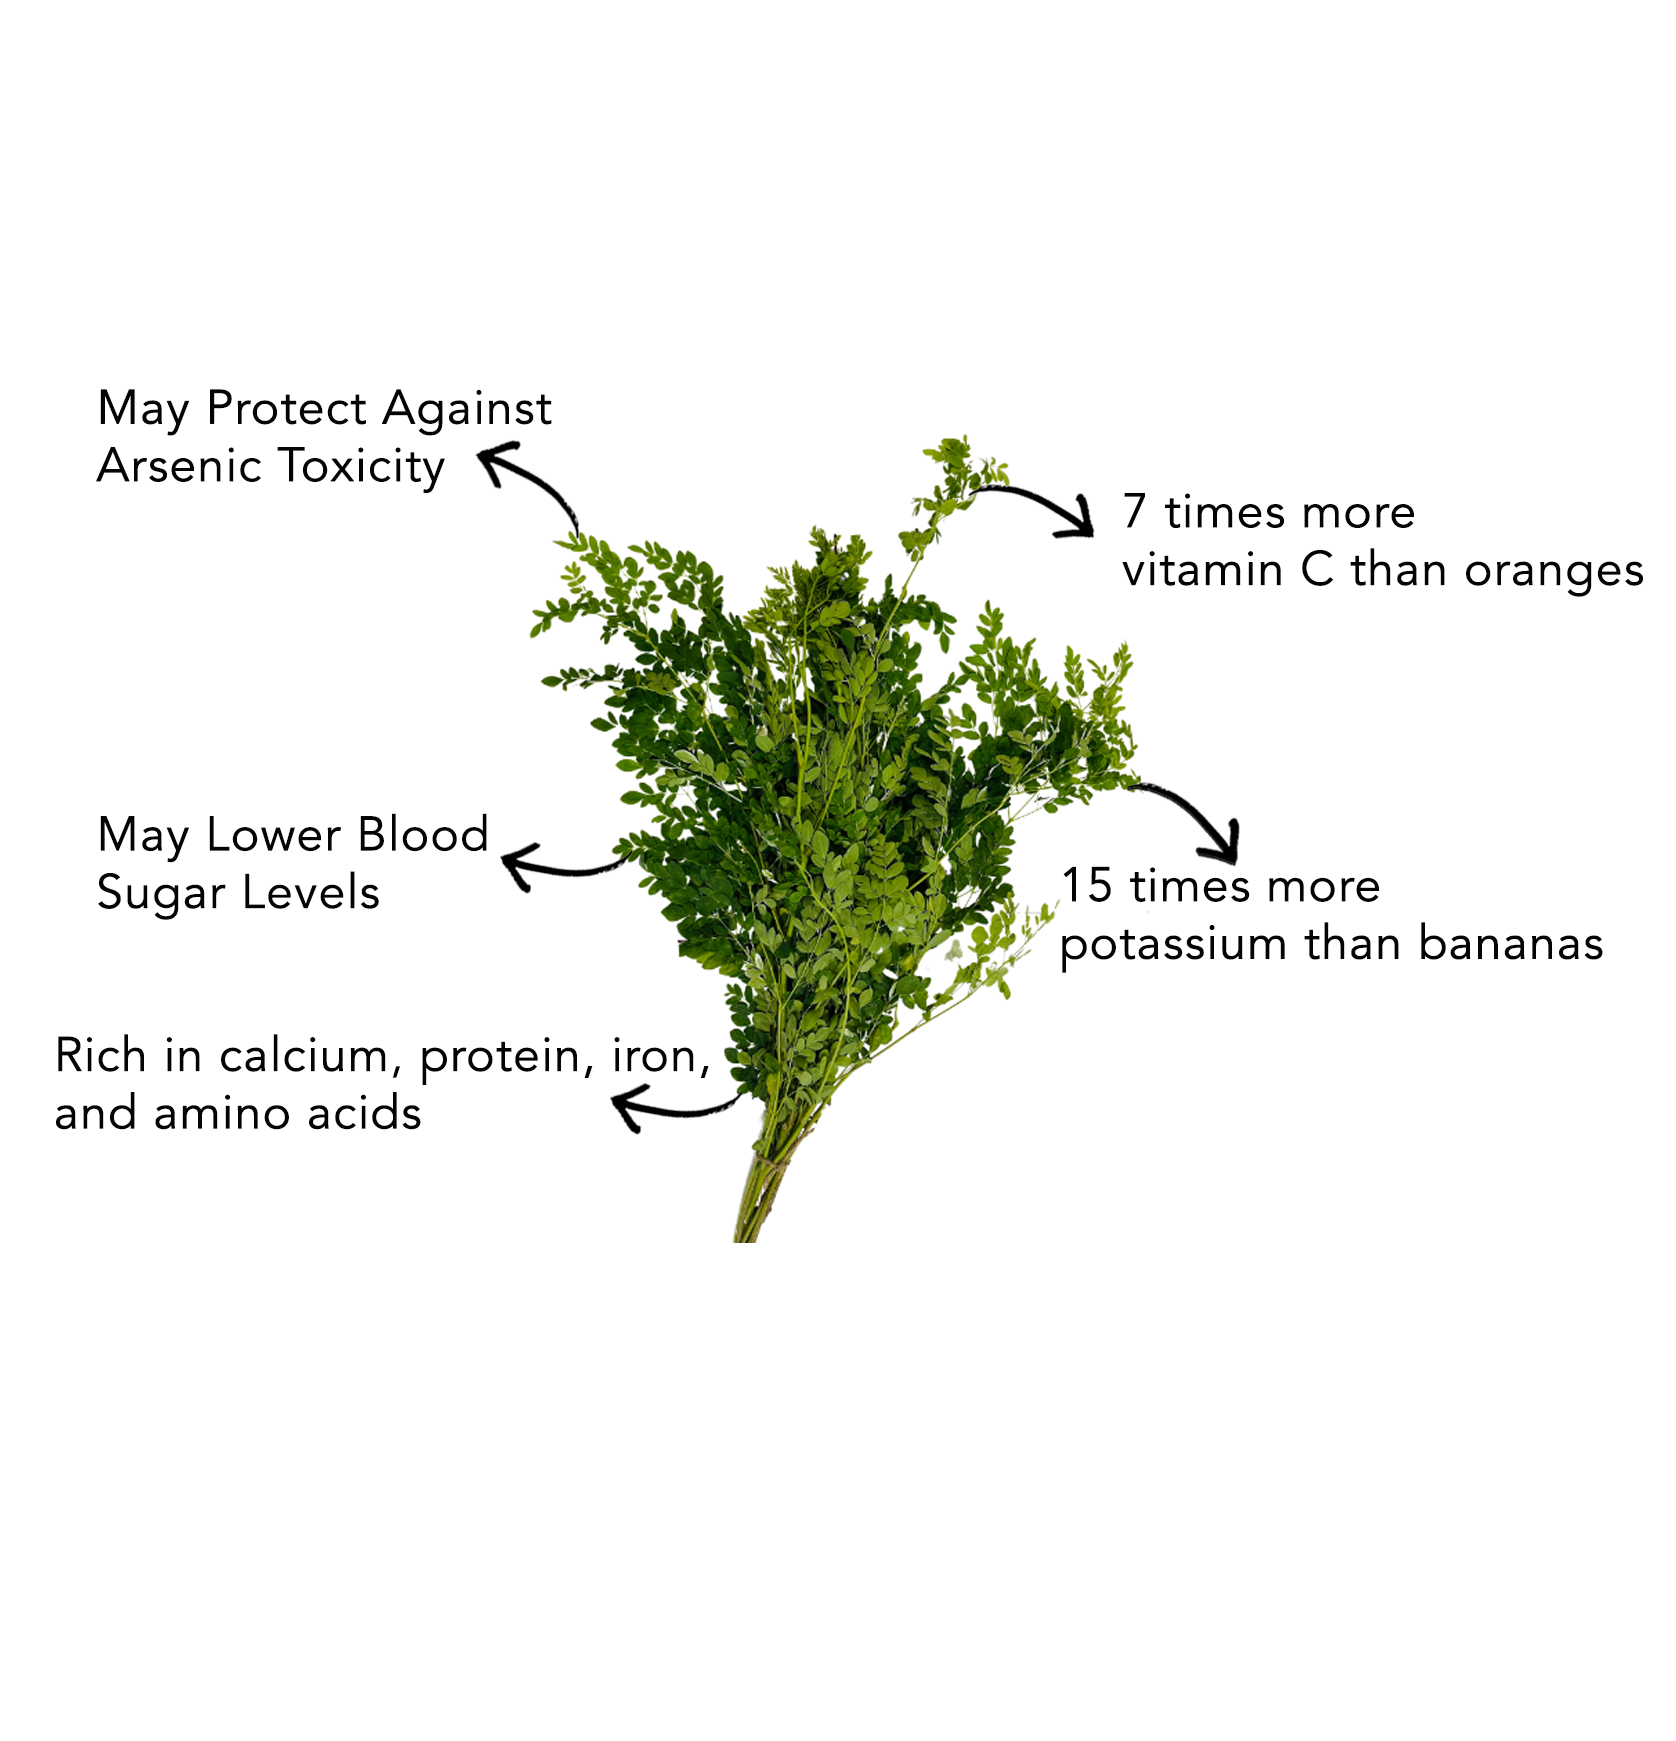 May Protect Against
Arsenic Toxicity
7 times more
vitamin C than oranges
May Lower Blood
Sugar Levels
15 times more
potassium than bananas
Rich in calcium, protein, iron,
and amino acids